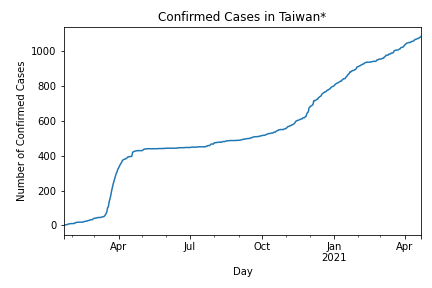 Confirmed Cases in Taiwan*
Number of Confirmed Cases
1000
800
600
400
200
0
Apr Jul Oct Jan Apr
2021
Day